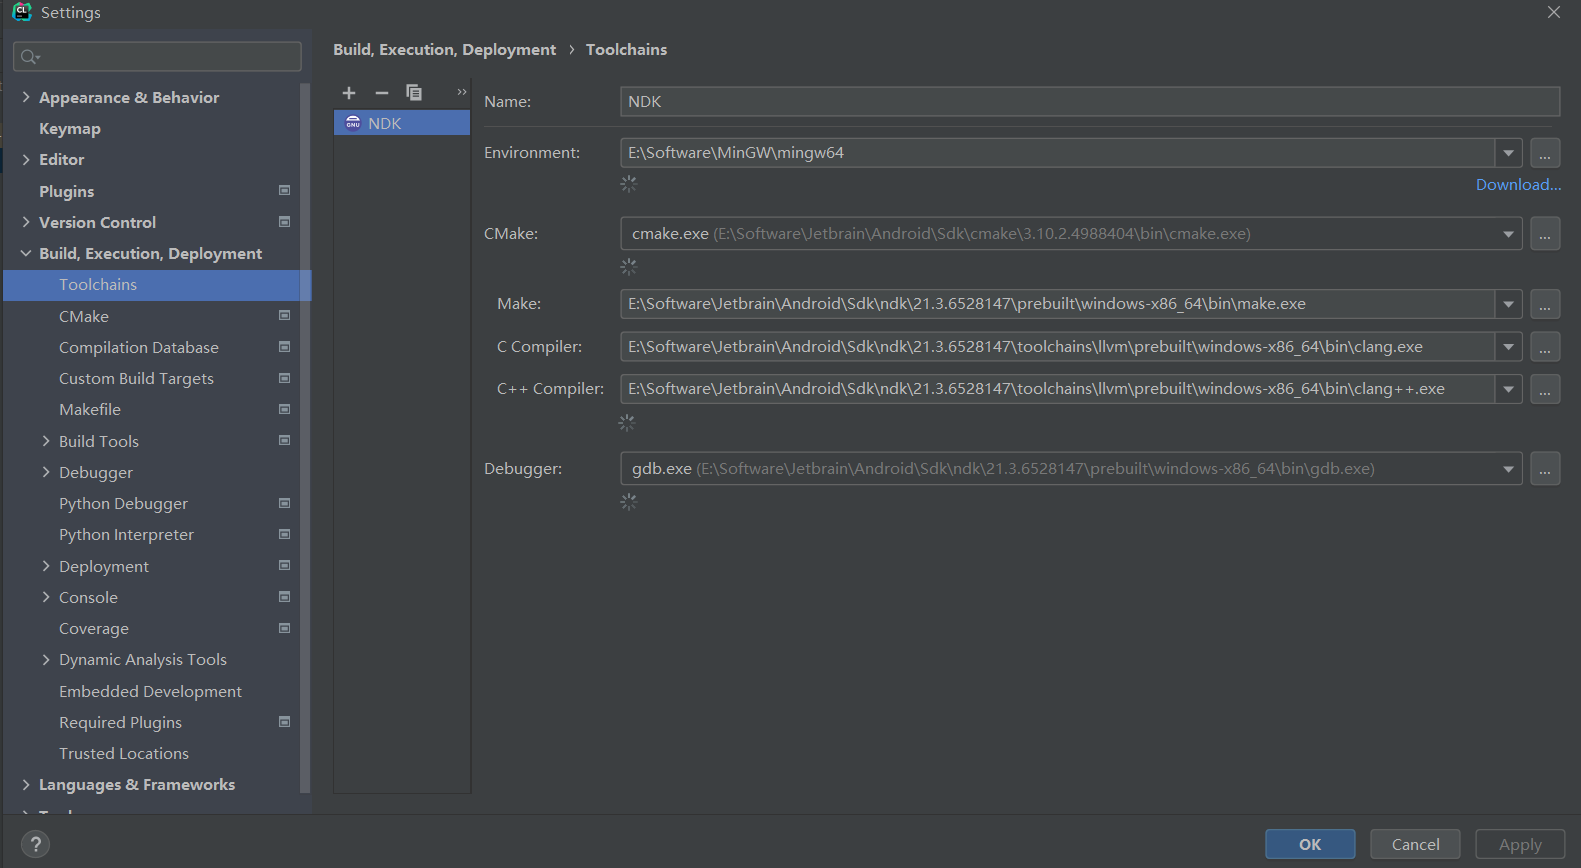 Settings
Build, Execution, Deployment › Toolchains
Appearance & Behavior
Keymap
Editor
Plugins
Version Control
Build, Execution, Deployment
Toolchains
CMake
Compilation Database
Custom Build Targets
Makefile
Build Tools
Debugger
Python Debugger
Python Interpreter
Deployment
Console
Coverage
Dynamic Analysis Tools
Embedded Development
Required Plugins
Trusted Locations
Languages & Frameworks
NDK
Name: NDK
Environment: E:\Software\MinGW\mingw64 ...
Download...
CMake: cmake.exe (E:\Software\Jetbrain\Android\Sdk\cmake\3.10.2.4988404\bin\cmake.exe) ...
Make: E:\Software\Jetbrain\Android\Sdk\ndk\21.3.6528147\prebuilt\windows-x86_64\bin\make.exe ...
C Compiler: E:\Software\Jetbrain\Android\Sdk\ndk\21.3.6528147\toolchains\llvm\prebuilt\windows-x86_64\bin\clang.exe ...
C++ Compiler: E:\Software\Jetbrain\Android\Sdk\ndk\21.3.6528147\toolchains\llvm\prebuilt\windows-x86_64\bin\clang++.exe ...
Debugger: gdb.exe (E:\Software\Jetbrain\Android\Sdk\ndk\21.3.6528147\prebuilt\windows-x86_64\bin\gdb.exe) ...
? OK Cancel Apply